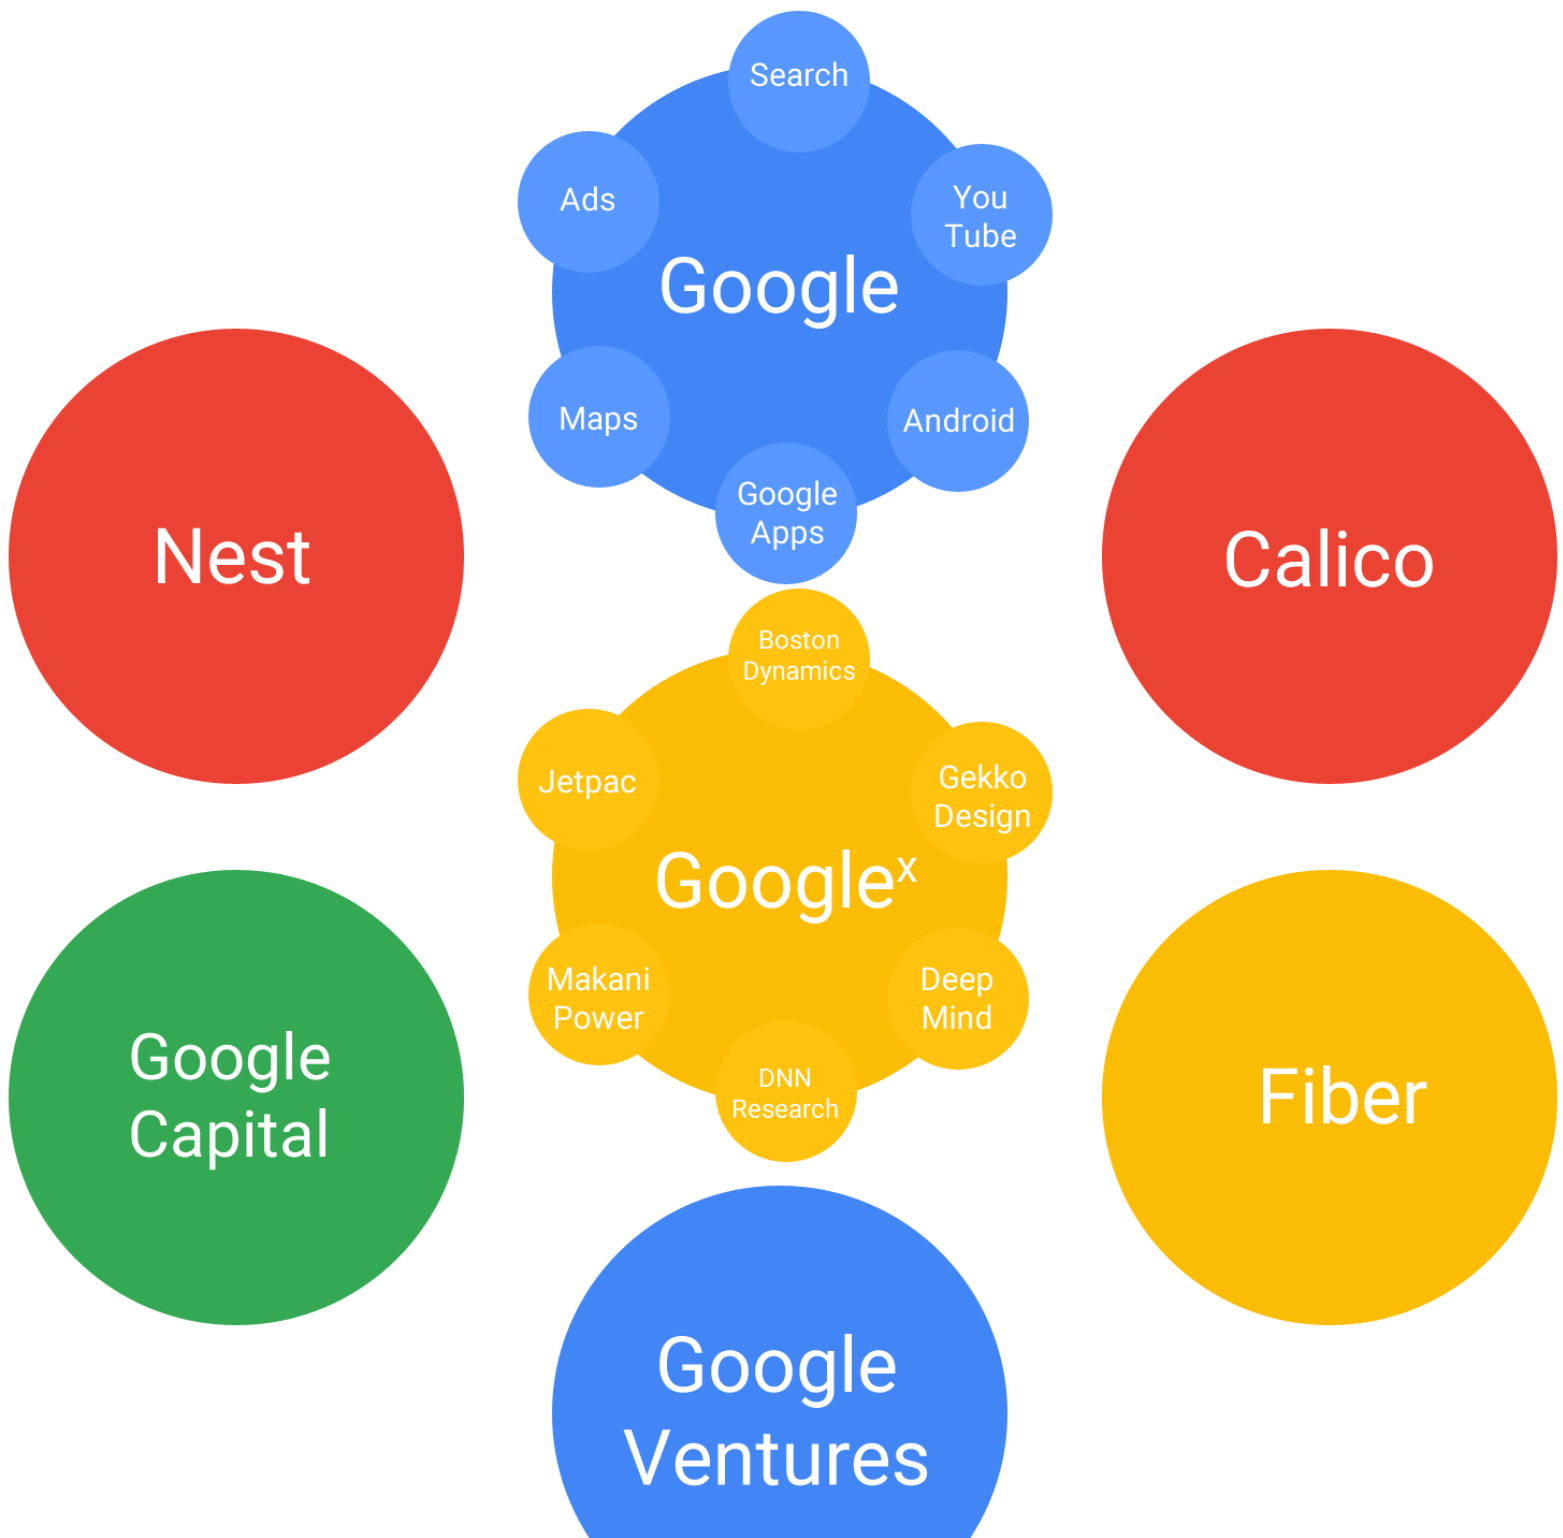 Search
Ads
You
Tube
Google
Maps
Android
Google
Apps
Nest
Calico
Boston
Dynamics
Jetpac
Gekko
Design
Google^x
Makani
Power
Deep
Mind
DNN
Research
Google
Capital
Fiber
Google
Ventures